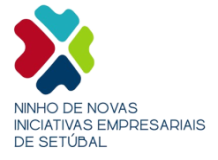 NINHO DE NOVAS
INICIATIVAS EMPRESARIAIS
DE SETÚBAL